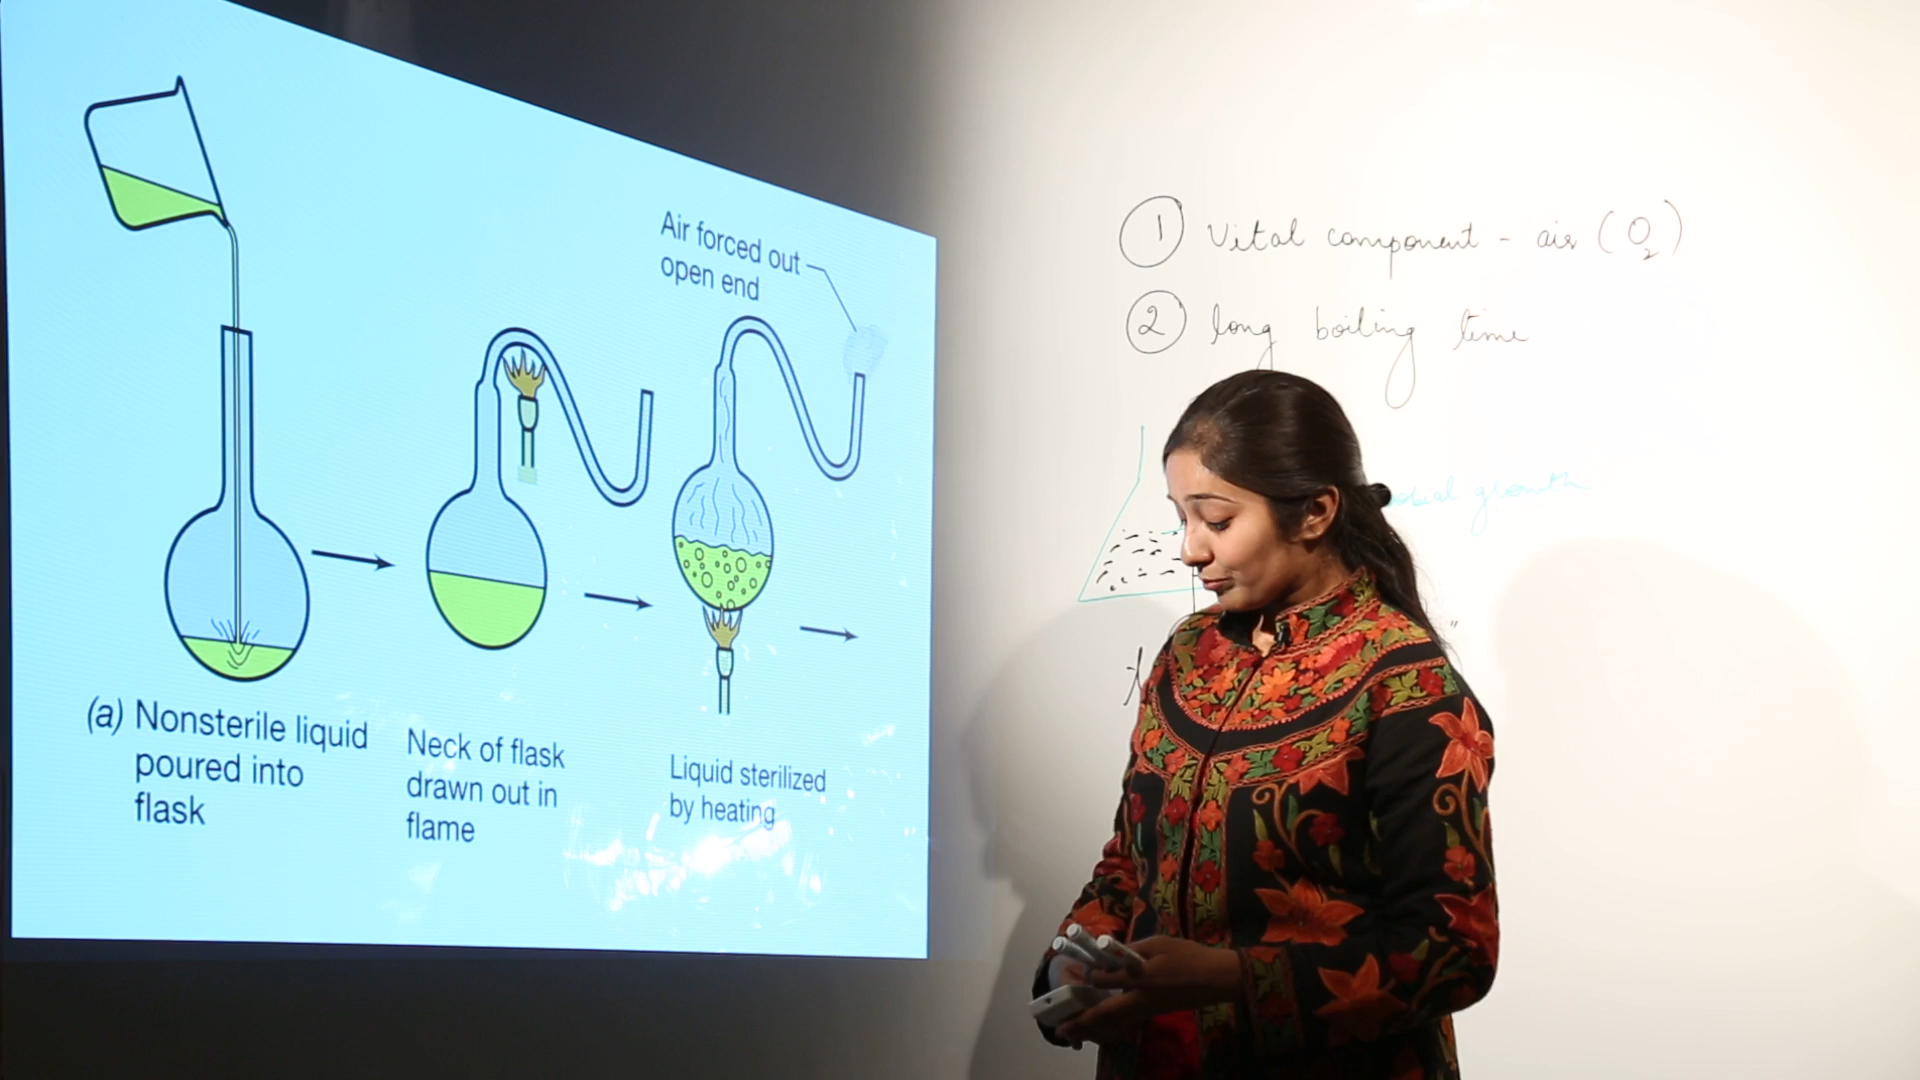 Air forced out
open end
(a) Nonsterile liquid
poured into
flask
Neck of flask
drawn out in
flame
Liquid sterilized
by heating
1 Vital component - air (O2)
2 long boiling time
growth